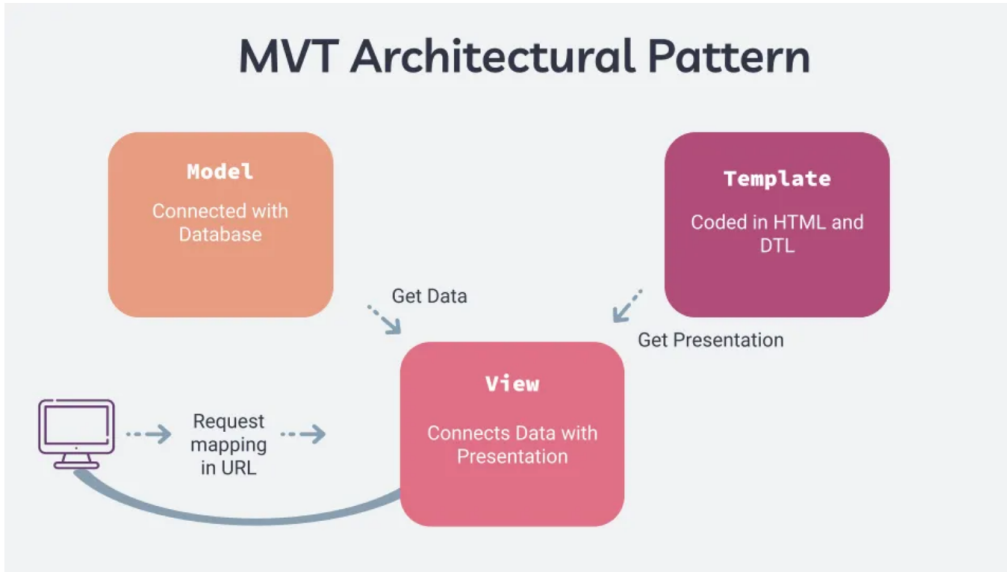 MVT Architectural Pattern
Model
Connected with
Database
Template
Coded in HTML and
DTL
Get Data
Get Presentation
View
Connects Data with
Presentation
Request
mapping
in URL